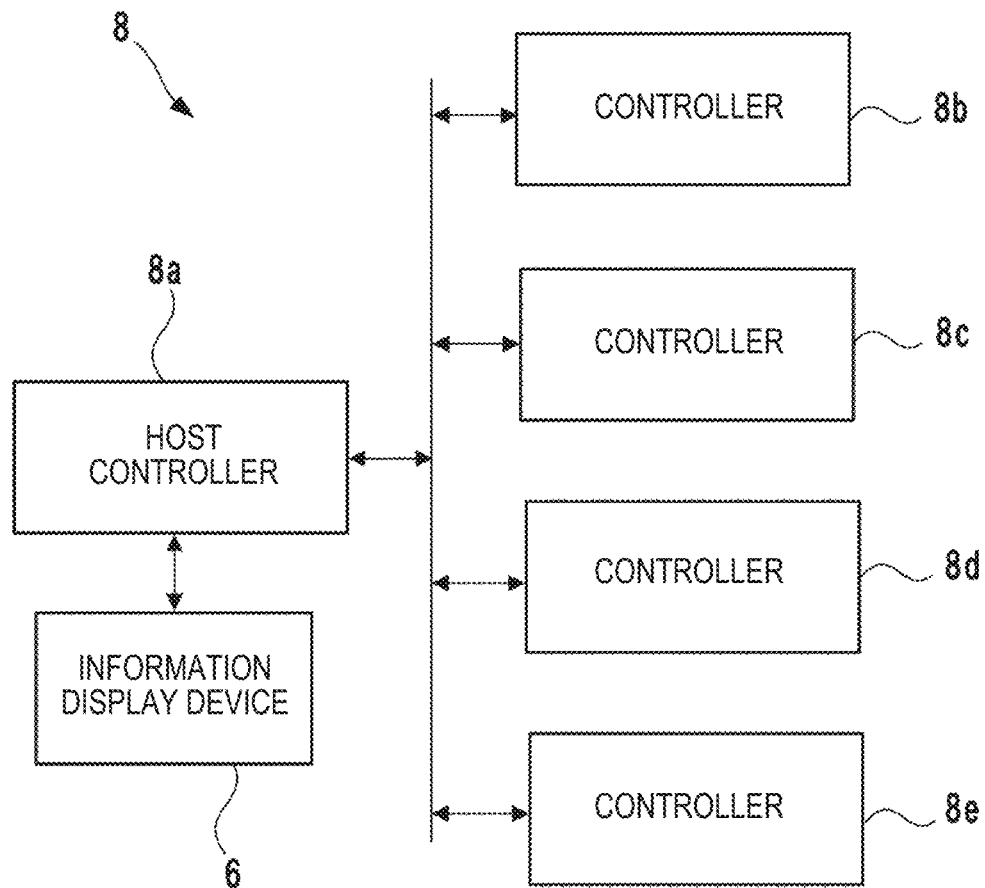 8
CONTROLLER
8b
8a
CONTROLLER
8c
HOST
CONTROLLER
CONTROLLER
8d
INFORMATION
DISPLAY DEVICE
CONTROLLER
8e
6